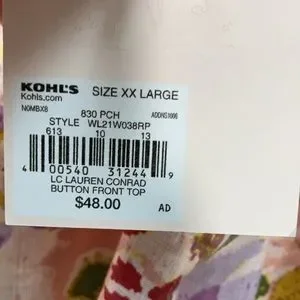 KOHL'S SIZE XX LARGE
Kohls.com
N0MBX8 830 PCH ADDNS1006
STYLE WL21W038RP
613 10 13
4 00540 31244 9
LC LAUREN CONRAD
BUTTON FRONT TOP
$48.00 AD